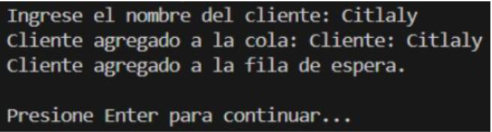 Ingrese el nombre del cliente: Citlaly
Cliente agregado a la cola: Cliente: Citlaly
Cliente agregado a la fila de espera.
Presione Enter para continuar...